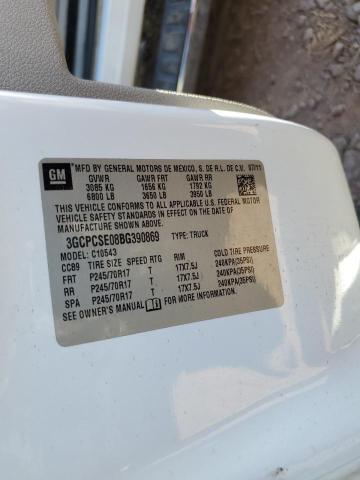 GM
MFD BY GENERAL MOTORS DE MEXICO, S. DE R.L. DE C.V. 07/11
GVWR GAWR FRT GAWR RR
3085 KG 1656 KG 1792 KG
6800 LB 3650 LB 3950 LB
THIS VEHICLE CONFORMS TO ALL APPLICABLE U.S. FEDERAL MOTOR
VEHICLE SAFETY STANDARDS IN EFFECT ON THE DATE OF
MANUFACTURE SHOWN ABOVE.
3GCPCSE08BG390869 TYPE: TRUCK
MODEL: C10543
CC89 TIRE SIZE SPEED RTG RIM COLD TIRE PRESSURE
FRT P245/70R17 T 17X7.5J 240KPA(35PSI)
RR P245/70R17 T 17X7.5J 240KPA(35PSI)
SPA P245/70R17 T 17X7.5J 240KPA(35PSI)
SEE OWNER'S MANUAL FOR MORE INFORMATION.